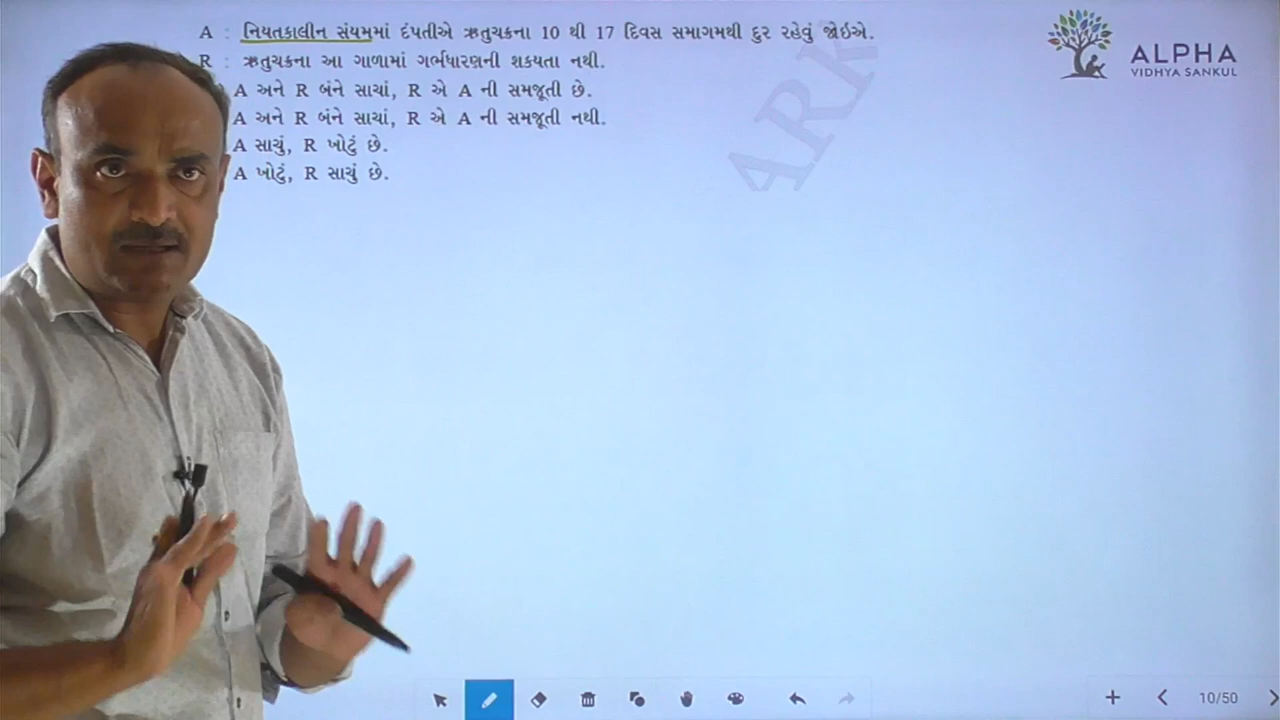 A : નિયતકાલીન સંયમમાં દંપતીએ ઋતુચક્રના 10 થી 17 દિવસ સમાગમથી દુર રહેવું જોઇએ.
R : ઋતુચક્રના આ ગાળામાં ગર્ભધારણની શકયતા નથી.
A અને R બંને સાચાં, R એ A ની સમજૂતી છે.
A અને R બંને સાચાં, R એ A ની સમજૂતી નથી.
A સાચું, R ખોટું છે.
A ખોટું, R સાચું છે.
ARK
ALPHA
VIDHYA SANKUL
10/50